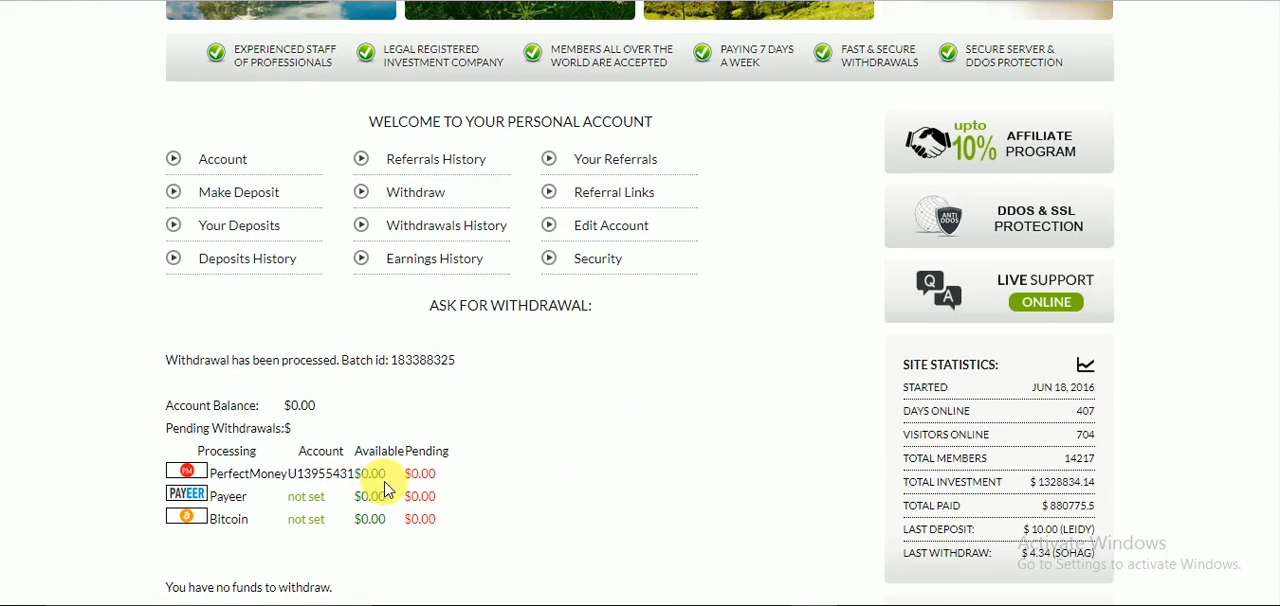 EXPERIENCED STAFF
OF PROFESSIONALS
LEGAL REGISTERED
INVESTMENT COMPANY
MEMBERS ALL OVER THE
WORLD ARE ACCEPTED
PAYING 7 DAYS
A WEEK
FAST & SECURE
WITHDRAWALS
SECURE SERVER &
DDOS PROTECTION
WELCOME TO YOUR PERSONAL ACCOUNT
Account Referrals History Your Referrals
Make Deposit Withdraw Referral Links
Your Deposits Withdrawals History Edit Account
Deposits History Earnings History Security
ASK FOR WITHDRAWAL:
Withdrawal has been processed. Batch id: 183388325
Account Balance: $0.00
Pending Withdrawals:$
Processing Account AvailablePending
PM PerfectMoneyU13955431$0.00 $0.00
PAYEER Payeer not set $0.00 $0.00
Bitcoin not set $0.00 $0.00
You have no funds to withdraw.
upto
10%
AFFILIATE
PROGRAM
ANTI
DDOS
DDOS & SSL
PROTECTION
Q
A
LIVE SUPPORT
ONLINE
SITE STATISTICS:
STARTED JUN 18, 2016
DAYS ONLINE 407
VISITORS ONLINE 704
TOTAL MEMBERS 14217
TOTAL INVESTMENT $ 1328834.14
TOTAL PAID $ 880775.5
LAST DEPOSIT: $ 10.00 (LEIDY)
LAST WITHDRAW: $ 4.34 (SOHAG)
Activate Windows
Go to Settings to activate Windows.